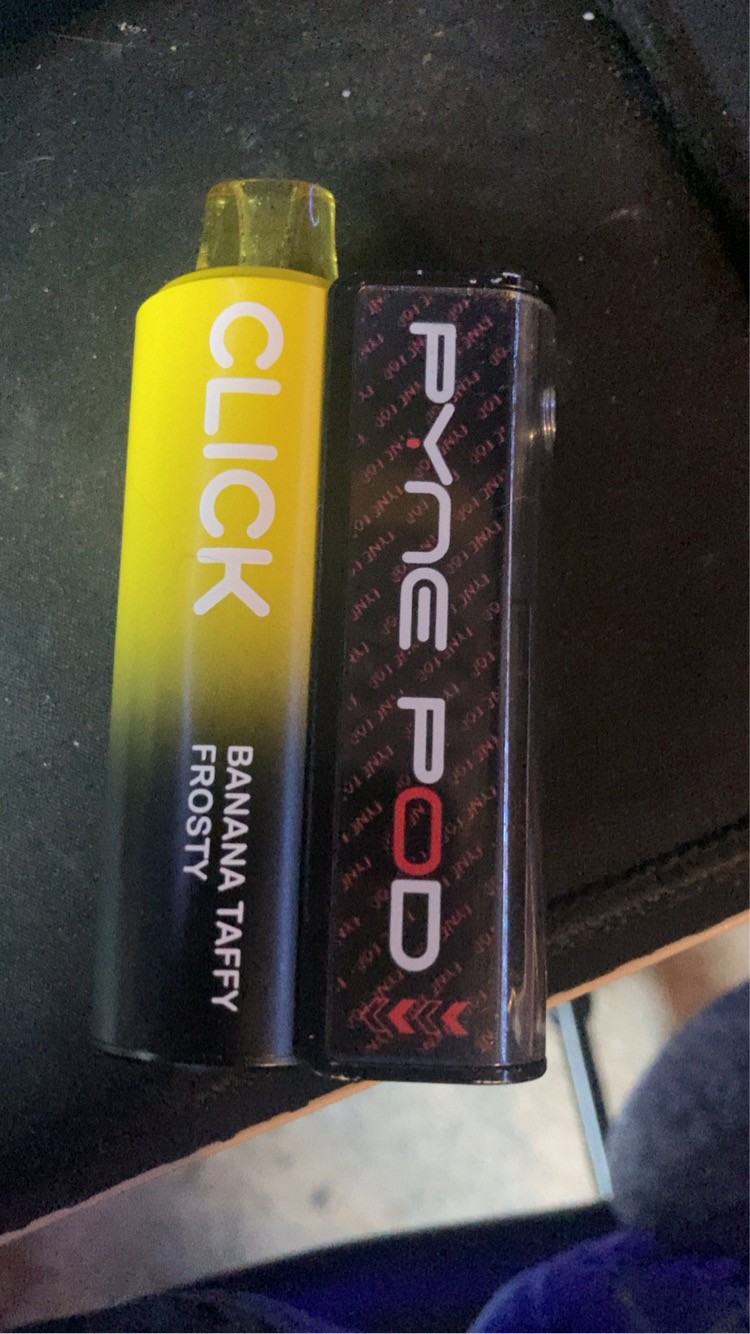 CLICK
BANANA TAFFY
FROSTY
PYNE POD